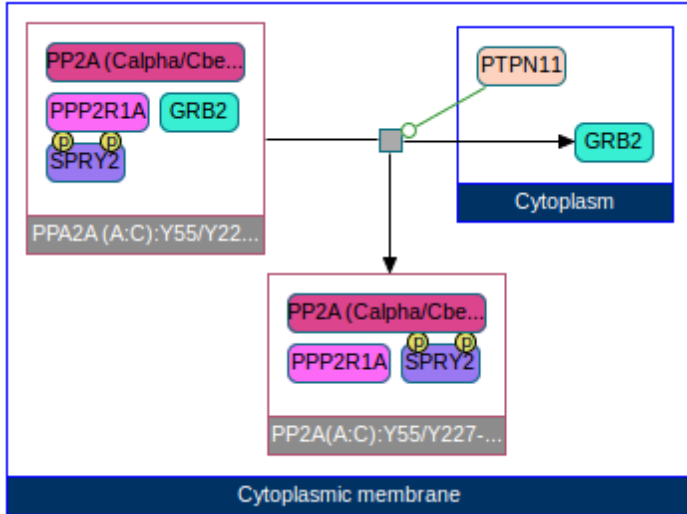 PP2A (Calpha/Cbe...
PPP2R1A
GRB2
p
p
SPRY2
PPA2A (A:C):Y55/Y22...
PTPN11
GRB2
Cytoplasm
PP2A (Calpha/Cbe...
PPP2R1A
p
p
SPRY2
PP2A(A:C):Y55/Y227-...
Cytoplasmic membrane